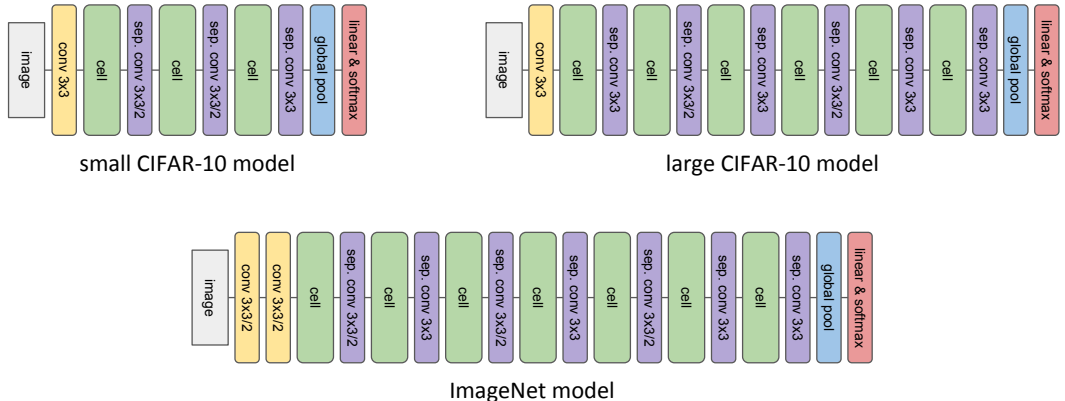 image
conv 3x3
cell
sep. conv 3x3/2
cell
sep. conv 3x3/2
cell
sep. conv 3x3
global pool
linear & softmax
small CIFAR-10 model
image
conv 3x3
cell
sep. conv 3x3
cell
sep. conv 3x3/2
cell
sep. conv 3x3
cell
sep. conv 3x3/2
cell
sep. conv 3x3
cell
sep. conv 3x3
global pool
linear & softmax
large CIFAR-10 model
image
conv 3x3/2
conv 3x3/2
cell
sep. conv 3x3/2
cell
sep. conv 3x3
cell
sep. conv 3x3/2
cell
sep. conv 3x3
cell
sep. conv 3x3/2
cell
sep. conv 3x3
cell
sep. conv 3x3
global pool
linear & softmax
ImageNet model